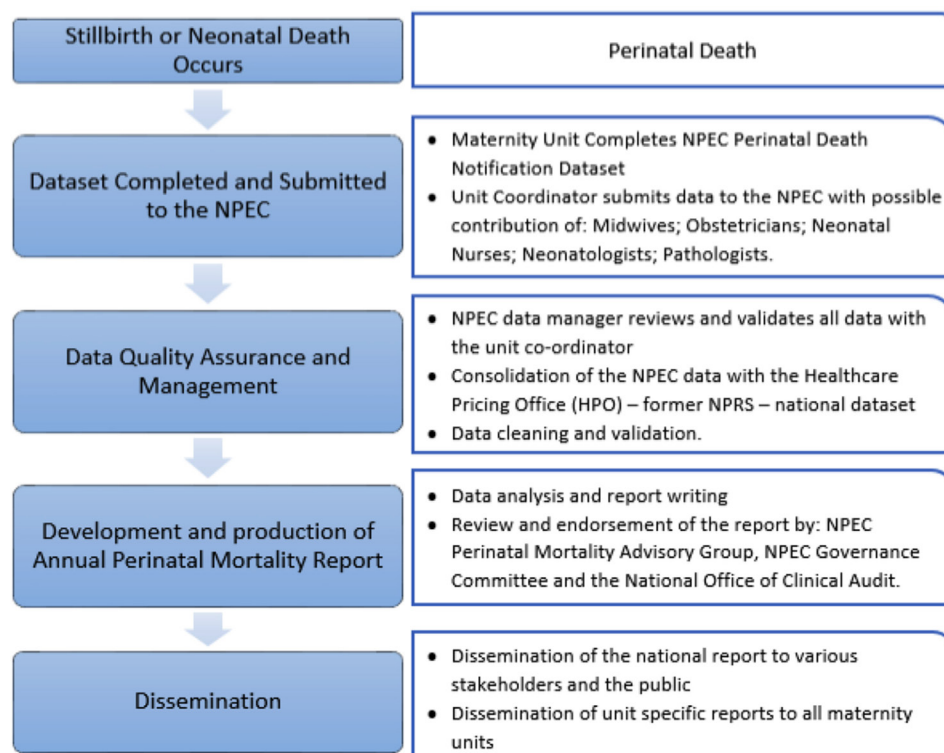 Stillbirth or Neonatal Death
Occurs
Perinatal Death
Dataset Completed and Submitted
to the NPEC
• Maternity Unit Completes NPEC Perinatal Death
Notification Dataset
• Unit Coordinator submits data to the NPEC with possible
contribution of: Midwives; Obstetricians; Neonatal
Nurses; Neonatologists; Pathologists.
Data Quality Assurance and
Management
• NPEC data manager reviews and validates all data with
the unit co-ordinator
• Consolidation of the NPEC data with the Healthcare
Pricing Office (HPO) – former NPRS – national dataset
• Data cleaning and validation.
Development and production of
Annual Perinatal Mortality Report
• Data analysis and report writing
• Review and endorsement of the report by: NPEC
Perinatal Mortality Advisory Group, NPEC Governance
Committee and the National Office of Clinical Audit.
Dissemination
• Dissemination of the national report to various
stakeholders and the public
• Dissemination of unit specific reports to all maternity
units